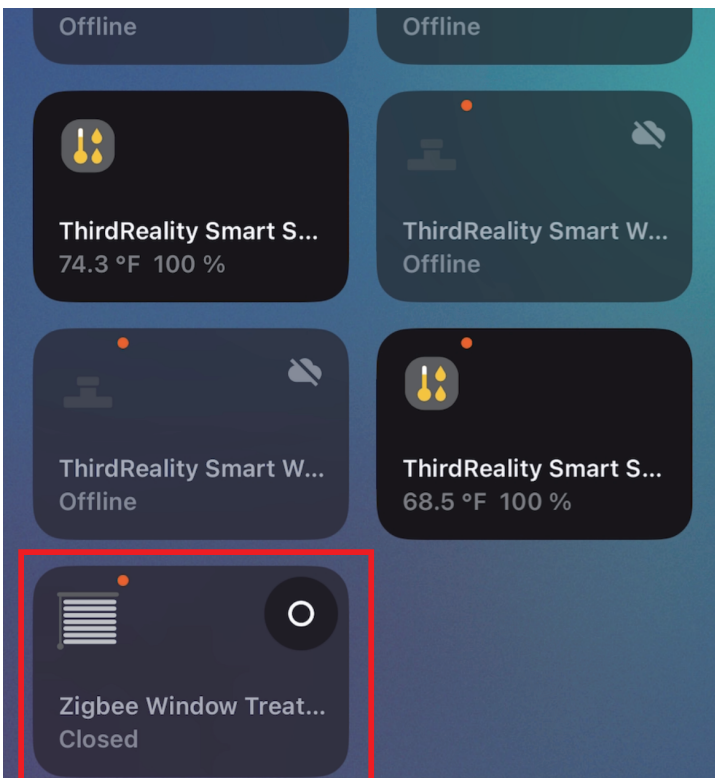 Offline
Offline
ThirdReality Smart S...
74.3 °F 100 %
ThirdReality Smart W...
Offline
ThirdReality Smart W...
Offline
ThirdReality Smart S...
68.5 °F 100 %
Zigbee Window Treat...
Closed